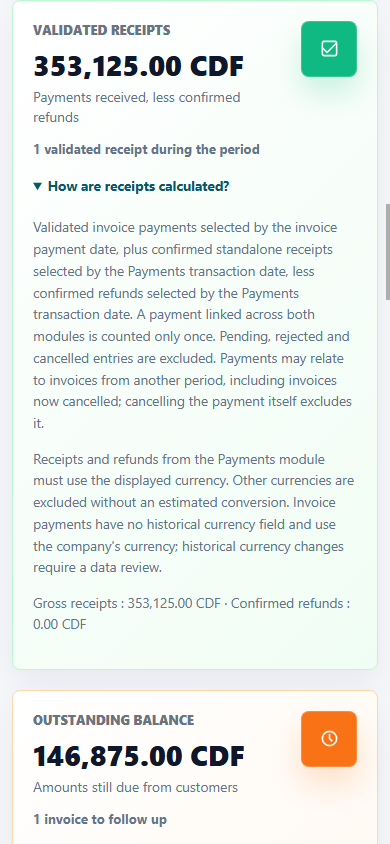 VALIDATED RECEIPTS
353,125.00 CDF
Payments received, less confirmed
refunds
1 validated receipt during the period
▼ How are receipts calculated?
Validated invoice payments selected by the invoice
payment date, plus confirmed standalone receipts
selected by the Payments transaction date, less
confirmed refunds selected by the Payments
transaction date. A payment linked across both
modules is counted only once. Pending, rejected and
cancelled entries are excluded. Payments may relate
to invoices from another period, including invoices
now cancelled; cancelling the payment itself excludes
it.
Receipts and refunds from the Payments module
must use the displayed currency. Other currencies are
excluded without an estimated conversion. Invoice
payments have no historical currency field and use
the company's currency; historical currency changes
require a data review.
Gross receipts : 353,125.00 CDF · Confirmed refunds :
0.00 CDF
OUTSTANDING BALANCE
146,875.00 CDF
Amounts still due from customers
1 invoice to follow up